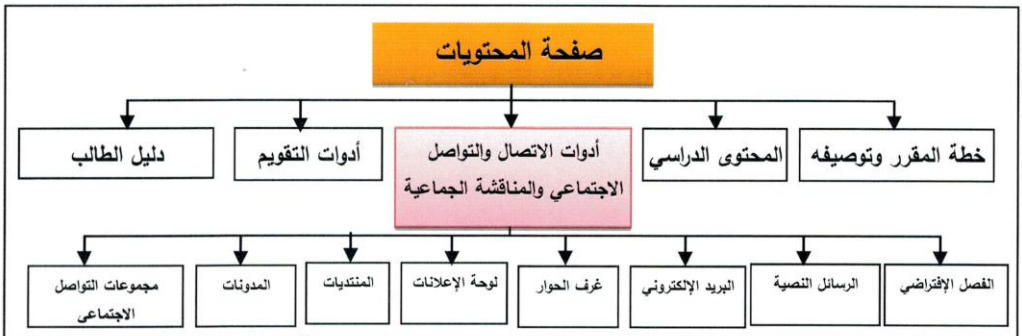 صفحة المحتويات
خطة المقرر وتوصيفه
المحتوى الدراسي
أدوات الاتصال والتواصل
الاجتماعي والمناقشة الجماعية
أدوات التقويم
دليل الطالب
الفصل الإفتراضي
الرسائل النصية
البريد الإلكتروني
غرف الحوار
لوحة الإعلانات
المنتديات
المدونات
مجموعات التواصل
الاجتماعى